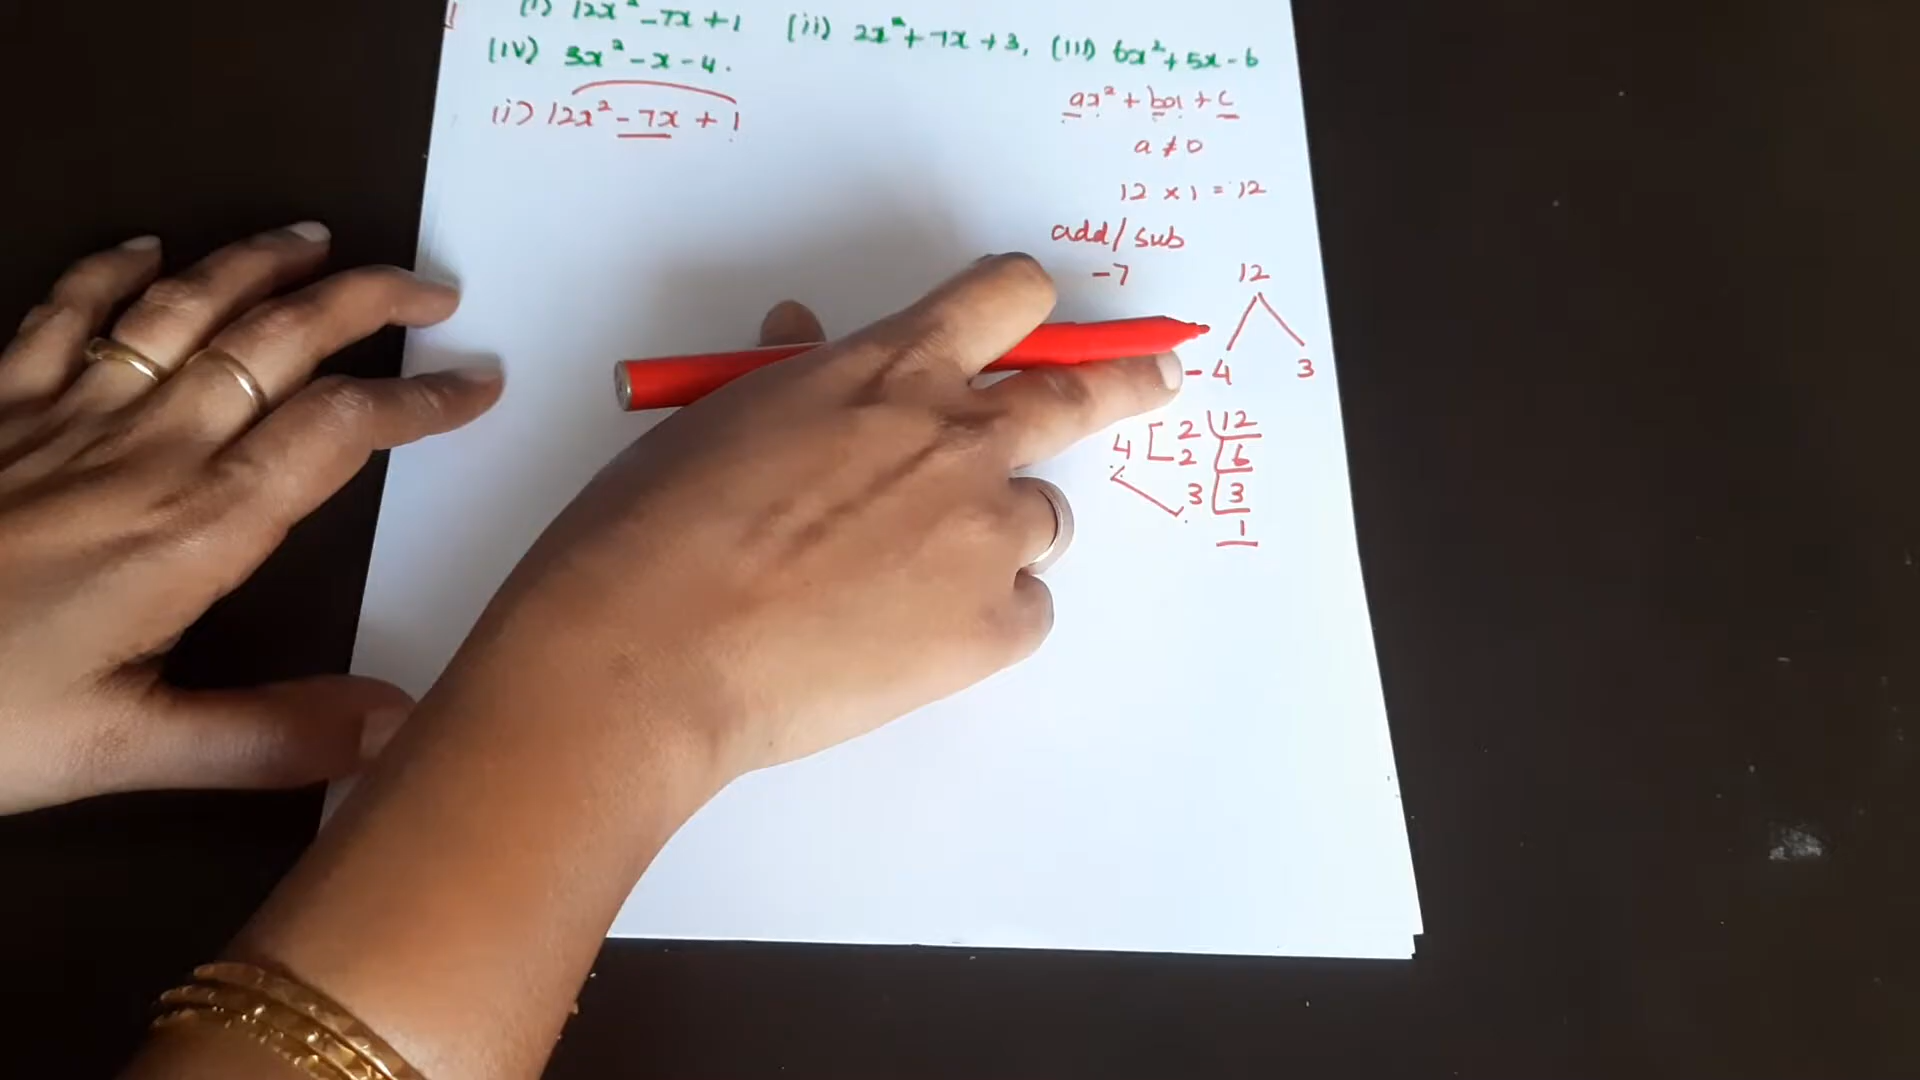 (i) 12x² - 7x + 1 (ii) 2x² + 7x + 3, (III) 6x² + 5x - 6
(IV) 3x² - x - 4.
(i) 12x² - 7x + 1
ax² + bx + c
a ≠ 0
12 × 1 = 12
add/sub
-7 12
-4 3
4 [ 2 | 12
2 | 6
3 | 3
1